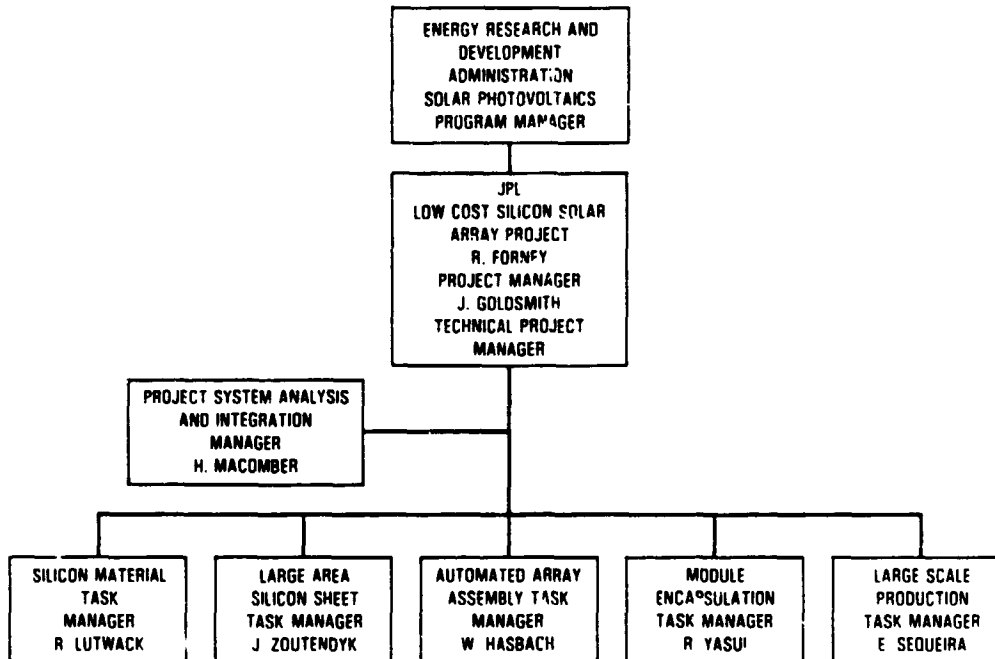 ENERGY RESEARCH AND
DEVELOPMENT
ADMINISTRATION
SOLAR PHOTOVOLTAICS
PROGRAM MANAGER
JPL
LOW COST SILICON SOLAR
ARRAY PROJECT
R. FORNEY
PROJECT MANAGER
J. GOLDSMITH
TECHNICAL PROJECT
MANAGER
PROJECT SYSTEM ANALYSIS
AND INTEGRATION
MANAGER
H. MACOMBER
SILICON MATERIAL
TASK
MANAGER
R LUTWACK
LARGE AREA
SILICON SHEET
TASK MANAGER
J ZOUTENDYK
AUTOMATED ARRAY
ASSEMBLY TASK
MANAGER
W HASBACH
MODULE
ENCAPSULATION
TASK MANAGER
R YASUI
LARGE SCALE
PRODUCTION
TASK MANAGER
E SEQUEIRA